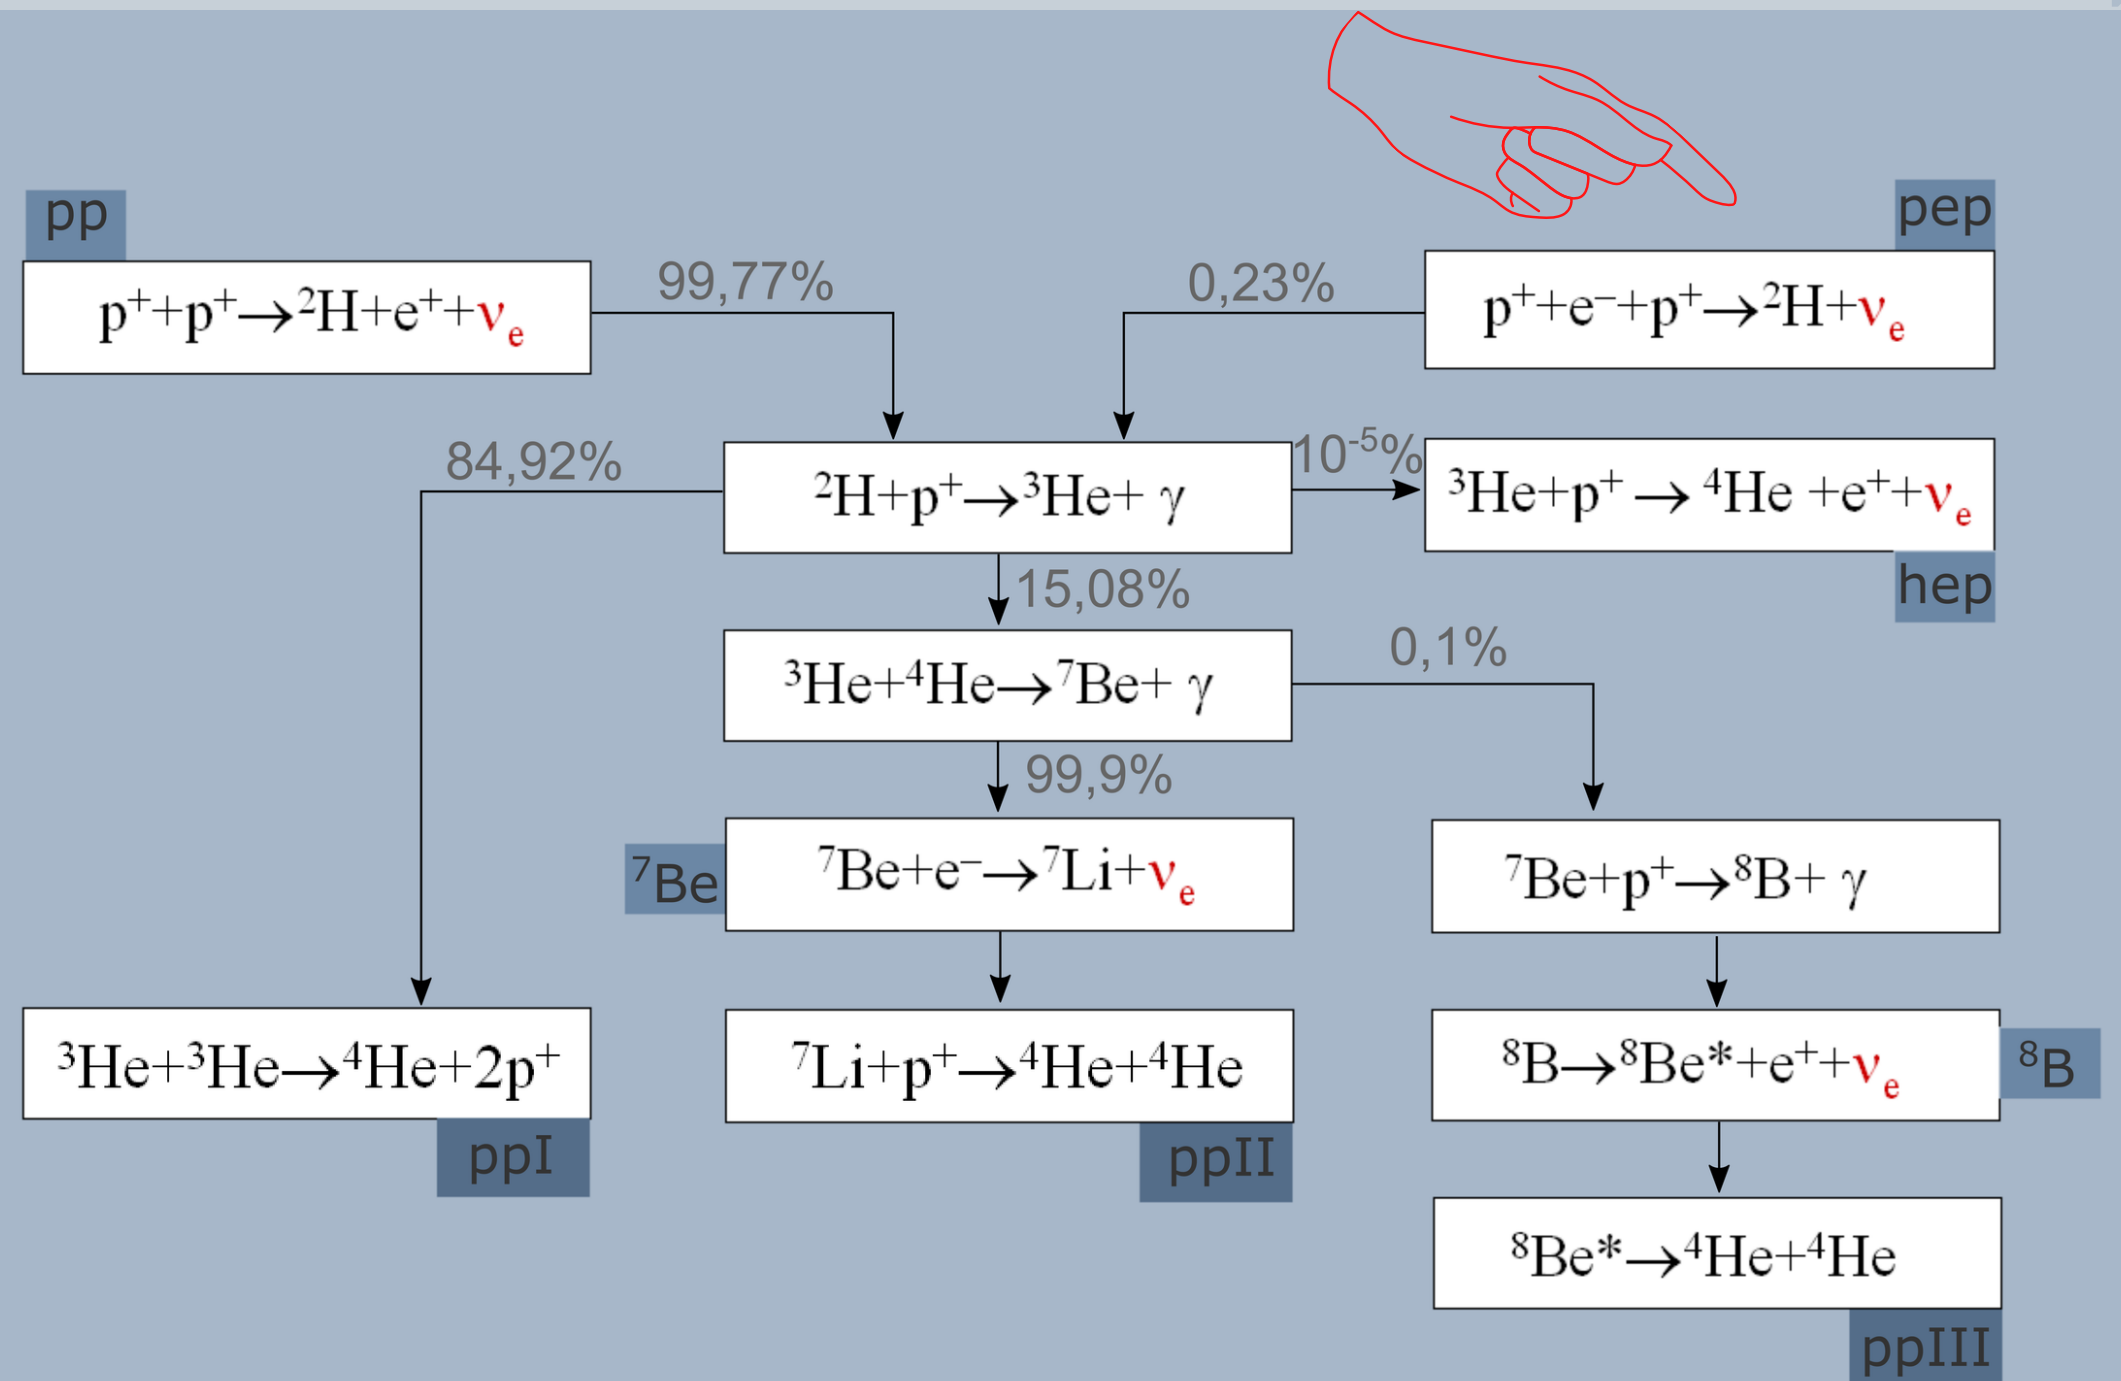 pp
pep
p⁺+p⁺→²H+e⁺+νₑ
99,77%
0,23%
p⁺+e⁻+p⁺→²H+νₑ
84,92%
²H+p⁺→³He+ γ
10⁻⁵%
³He+p⁺ → ⁴He +e⁺+νₑ
hep
15,08%
³He+⁴He→⁷Be+ γ
0,1%
99,9%
⁷Be
⁷Be+e⁻→⁷Li+νₑ
⁷Be+p⁺→⁸B+ γ
³He+³He→⁴He+2p⁺
ppI
⁷Li+p⁺→⁴He+⁴He
ppII
⁸B→⁸Be*+e⁺+νₑ
⁸B
⁸Be*→⁴He+⁴He
ppIII